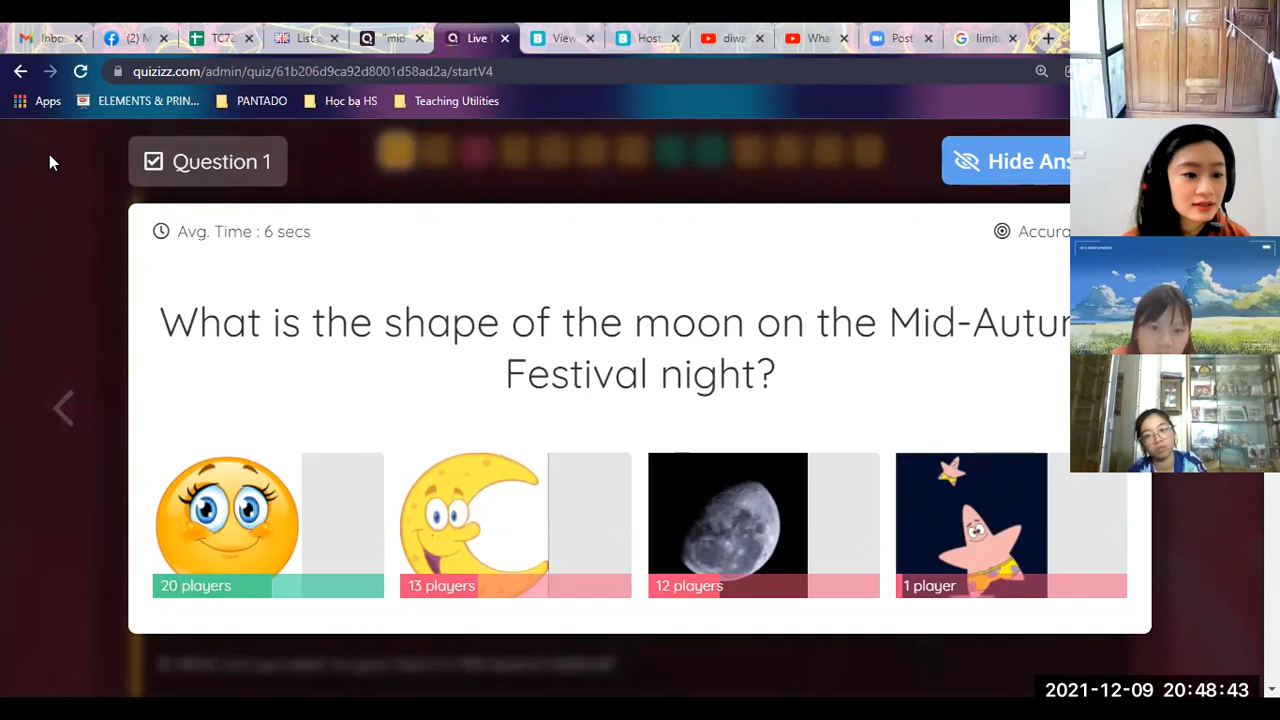 Inbo
(2) M
TC72
List c
"mid
Live
View
Host
diwa
Wha
Post
limit
quizizz.com/admin/quiz/61b206d9ca92d8001d58ad2a/startV4
Apps
ELEMENTS & PRIN...
PANTADO
Học bạ HS
Teaching Utilities
Question 1
Hide Ans
Avg. Time : 6 secs
Accura
What is the shape of the moon on the Mid-Autum
Festival night?
20 players
13 players
12 players
1 player
2021-12-09 20:48:43